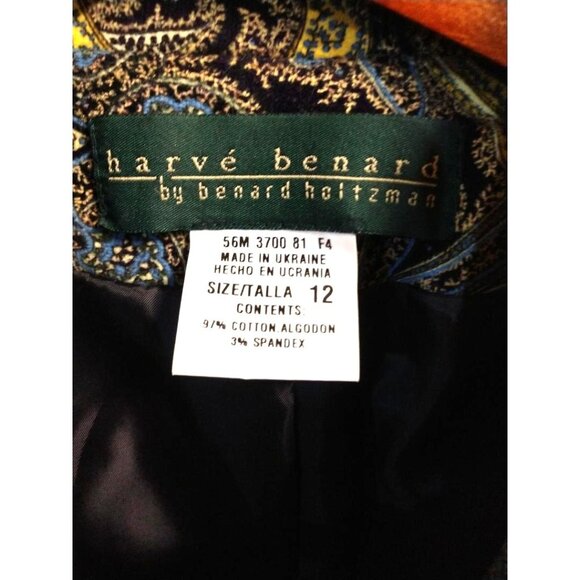 harvé benard
by benard holtzman
56M 3700 81 F4
MADE IN UKRAINE
HECHO EN UCRANIA
SIZE/TALLA 12
CONTENTS:
97% COTTON, ALGODON
3% SPANDEX